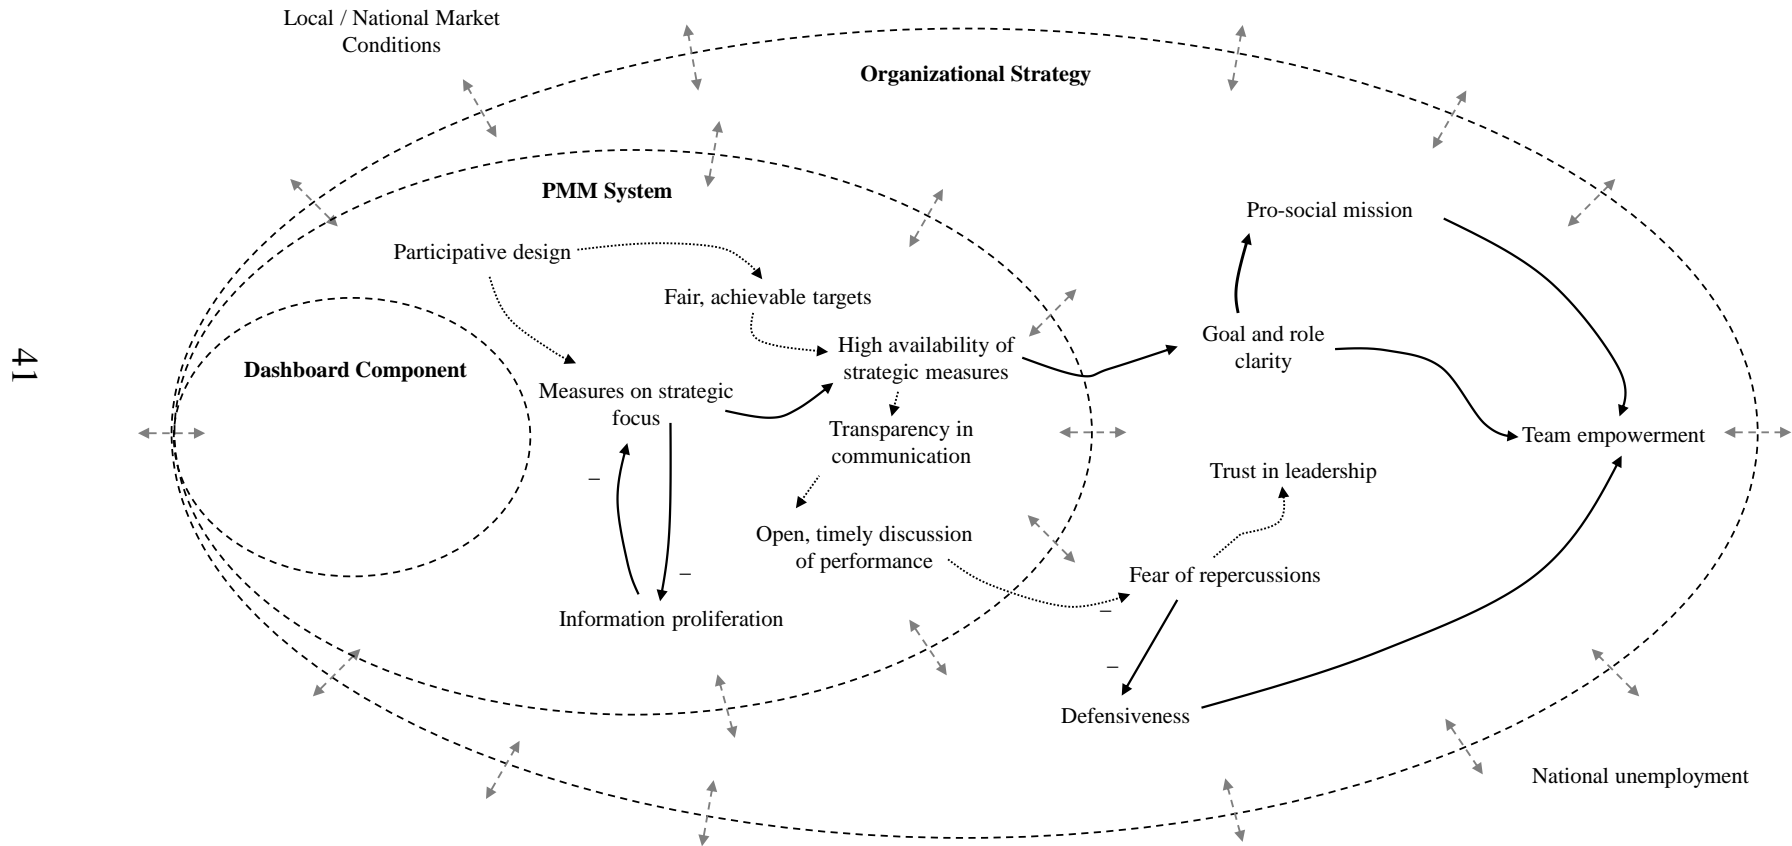 Local / National Market
Conditions
Organizational Strategy
PMM System
Participative design
Pro-social mission
Fair, achievable targets
High availability of
strategic measures
Goal and role
clarity
Dashboard Component
Measures on strategic
focus
Transparency in
communication
Team empowerment
Trust in leadership
–
Open, timely discussion
of performance
–
Fear of repercussions
–
Information proliferation
–
Defensiveness
National unemployment
41